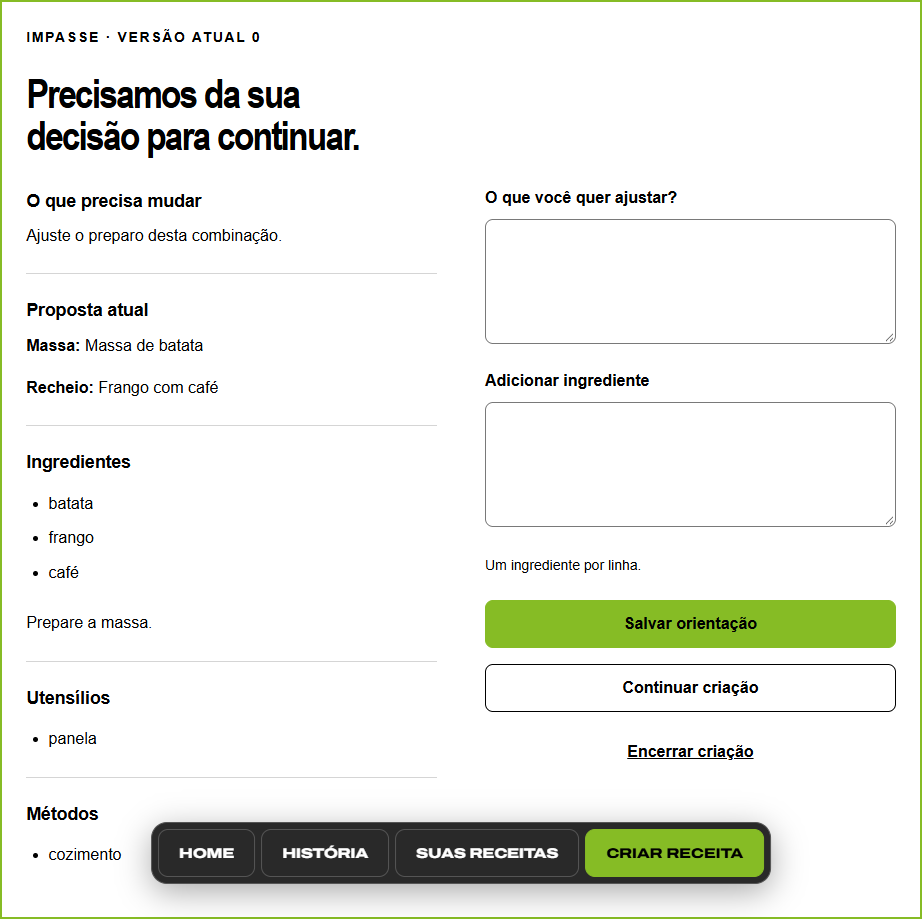 IMPASSE · VERSÃO ATUAL 0
Precisamos da sua
decisão para continuar.
O que precisa mudar
Ajuste o preparo desta combinação.
Proposta atual
Massa: Massa de batata
Recheio: Frango com café
Ingredientes
batata
frango
café
Prepare a massa.
Utensílios
panela
Métodos
cozimento
O que você quer ajustar?
Adicionar ingrediente
Um ingrediente por linha.
Salvar orientação
Continuar criação
Encerrar criação
HOME
HISTÓRIA
SUAS RECEITAS
CRIAR RECEITA